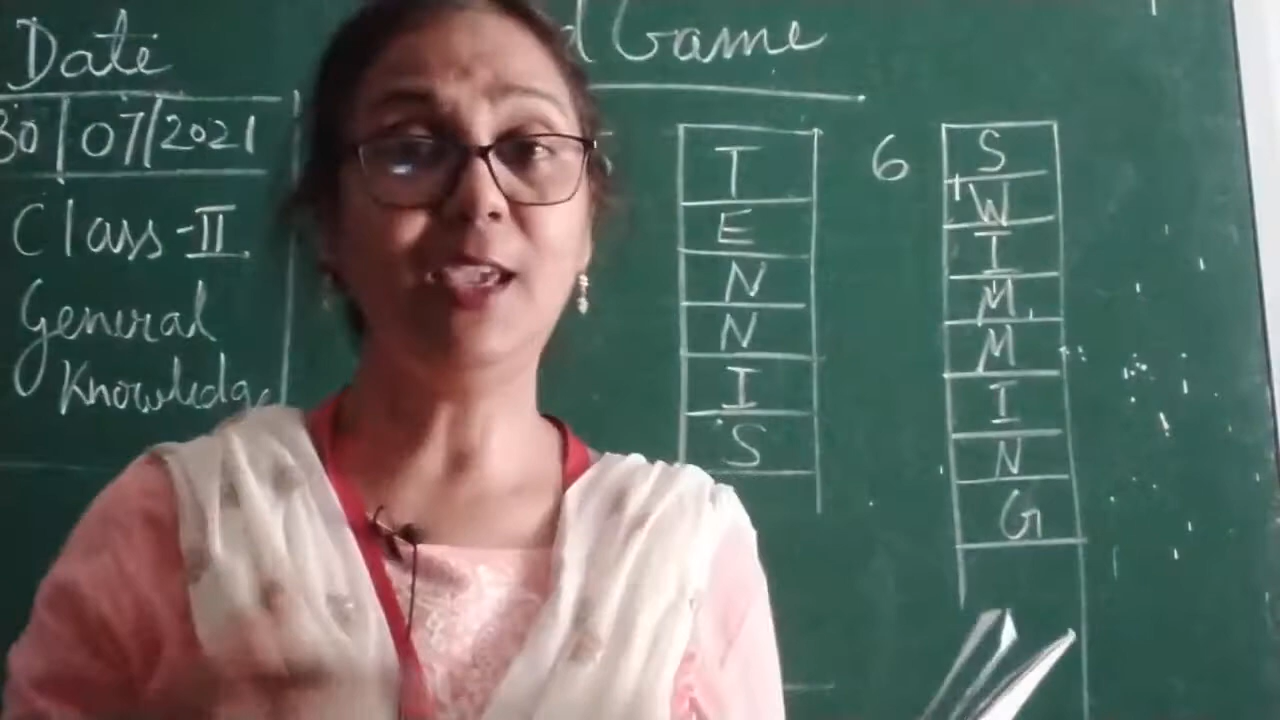 Date
30/07/2021
Class-II
General
Knowledge
d Game
T
E
N
N
I
S
6
S
W
I
M
M
I
N
G